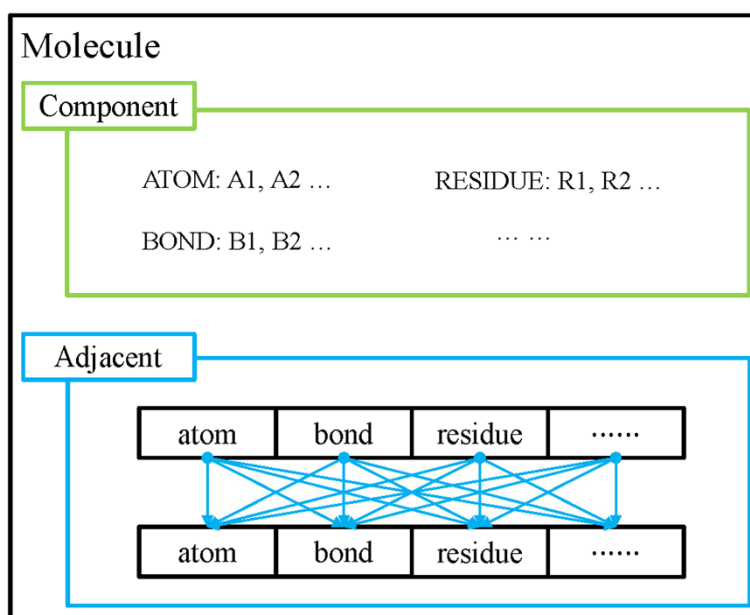 Molecule
Component
ATOM: A1, A2 … RESIDUE: R1, R2 …
BOND: B1, B2 … … …
Adjacent
atom bond residue ……
atom bond residue ……